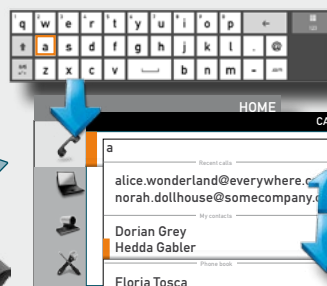 q w e r t y u i o p
a s d f g h j k l . @
z x c v b n m -
HOME
CA
a
Recent calls
alice.wonderland@everywhere.c
norah.dollhouse@somecompany.c
My contacts
Dorian Grey
Hedda Gabler
Phone book
Floria Tosca